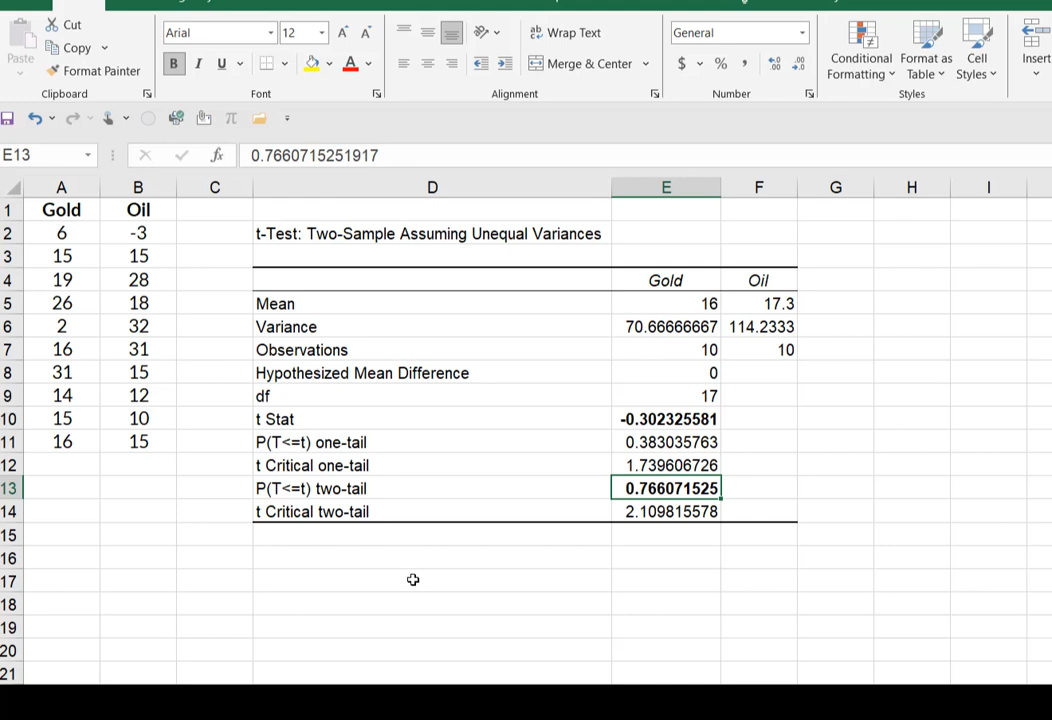 Cut
Copy
Format Painter
Paste
Clipboard
Arial 12
B I U A
Font
Wrap Text
Merge & Center
Alignment
General
$ % ,
Number
Conditional Formatting
Format as Table
Cell Styles
Styles
Insert
E13 fx 0.7660715251917
A B C D E F G H I
1 Gold Oil
2 6 -3 t-Test: Two-Sample Assuming Unequal Variances
3 15 15
4 19 28 Gold Oil
5 26 18 Mean 16 17.3
6 2 32 Variance 70.66666667 114.2333
7 16 31 Observations 10 10
8 31 15 Hypothesized Mean Difference 0
9 14 12 df 17
10 15 10 t Stat -0.302325581
11 16 15 P(T<=t) one-tail 0.383035763
12 t Critical one-tail 1.739606726
13 P(T<=t) two-tail 0.766071525
14 t Critical two-tail 2.109815578
15
16
17
18
19
20
21